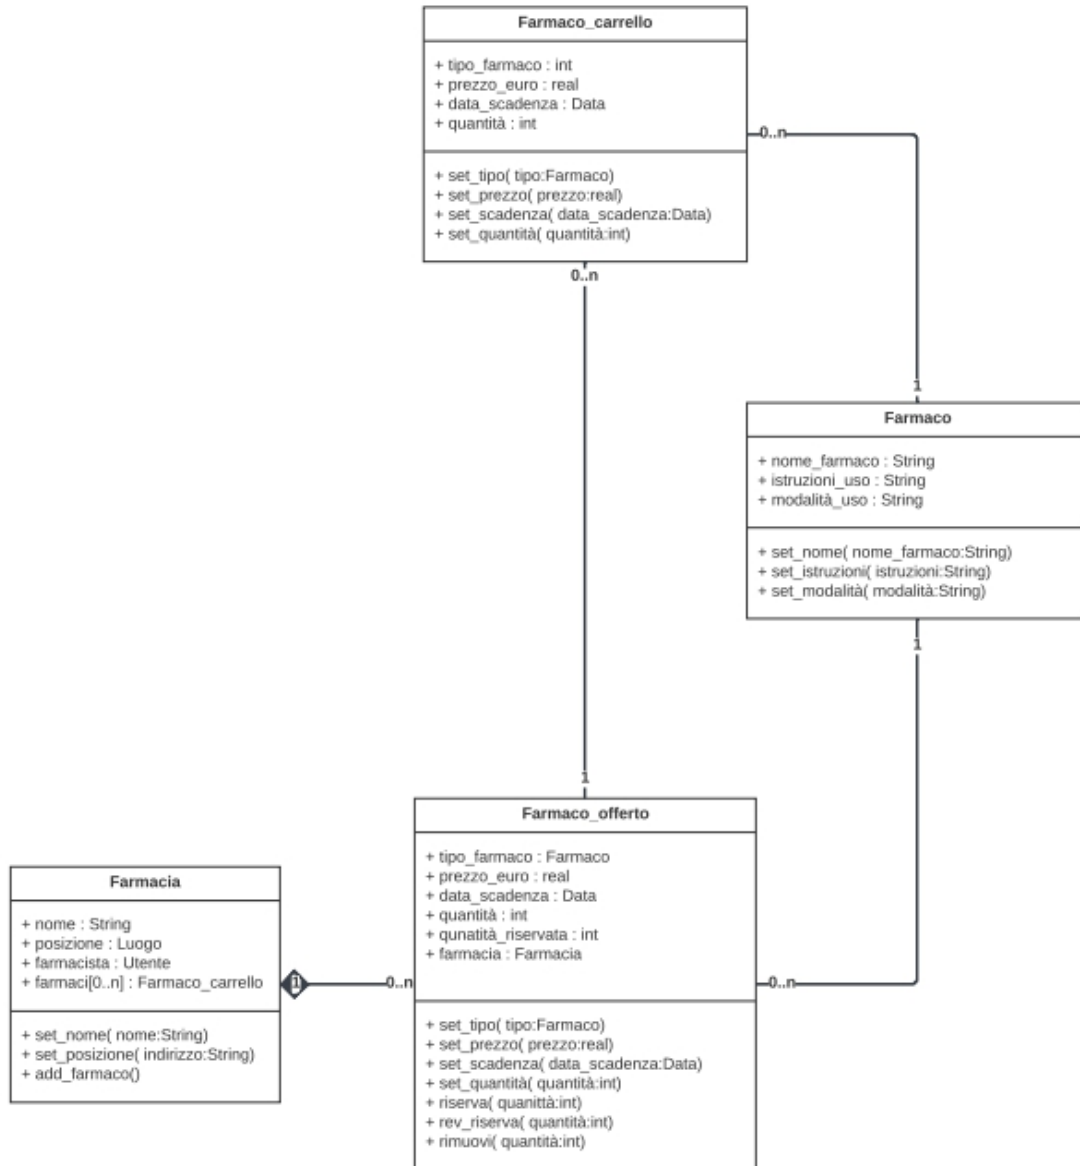 Farmaco_carrello
+ tipo_farmaco : int
+ prezzo_euro : real
+ data_scadenza : Data
+ quantità : int
+ set_tipo( tipo:Farmaco)
+ set_prezzo( prezzo:real)
+ set_scadenza( data_scadenza:Data)
+ set_quantità( quantità:int)
0..n
0..n
1
Farmaco
+ nome_farmaco : String
+ istruzioni_uso : String
+ modalità_uso : String
+ set_nome( nome_farmaco:String)
+ set_istruzioni( istruzioni:String)
+ set_modalità( modalità:String)
1
1
Farmaco_offerto
+ tipo_farmaco : Farmaco
+ prezzo_euro : real
+ data_scadenza : Data
+ quantità : int
+ qunatità_riservata : int
+ farmacia : Farmacia
+ set_tipo( tipo:Farmaco)
+ set_prezzo( prezzo:real)
+ set_scadenza( data_scadenza:Data)
+ set_quantità( quantità:int)
+ riserva( quanittà:int)
+ rev_riserva( quantità:int)
+ rimuovi( quantità:int)
0..n
Farmacia
+ nome : String
+ posizione : Luogo
+ farmacista : Utente
+ farmaci[0..n] : Farmaco_carrello
+ set_nome( nome:String)
+ set_posizione( indirizzo:String)
+ add_farmaco()
1
0..n